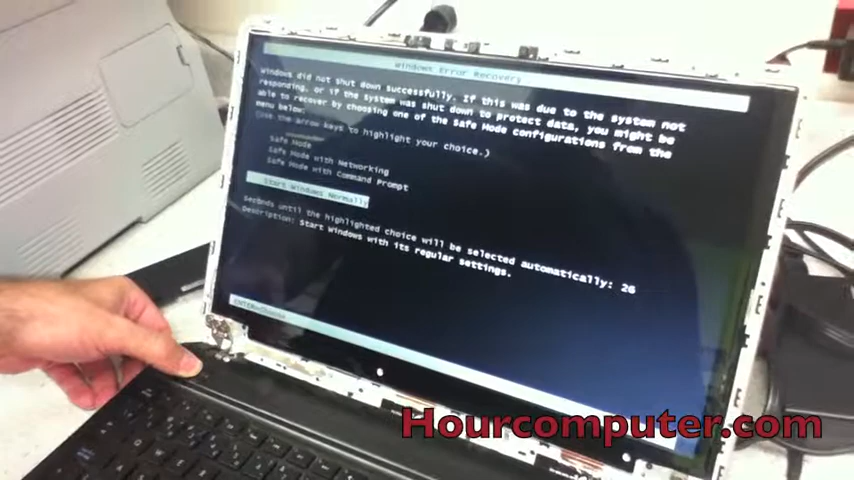 Windows Error Recovery
Windows did not shut down successfully. If this was due to the system not
responding, or if the system was shut down to protect data, you might be
able to recover by choosing one of the Safe Mode configurations from the
menu below:
(Use the arrow keys to highlight your choice.)
Safe Mode
Safe Mode with Networking
Safe Mode with Command Prompt
Start Windows Normally
Seconds until the highlighted choice will be selected automatically: 26
Description: Start Windows with its regular settings.
ENTER=Choose
Hourcomputer.com